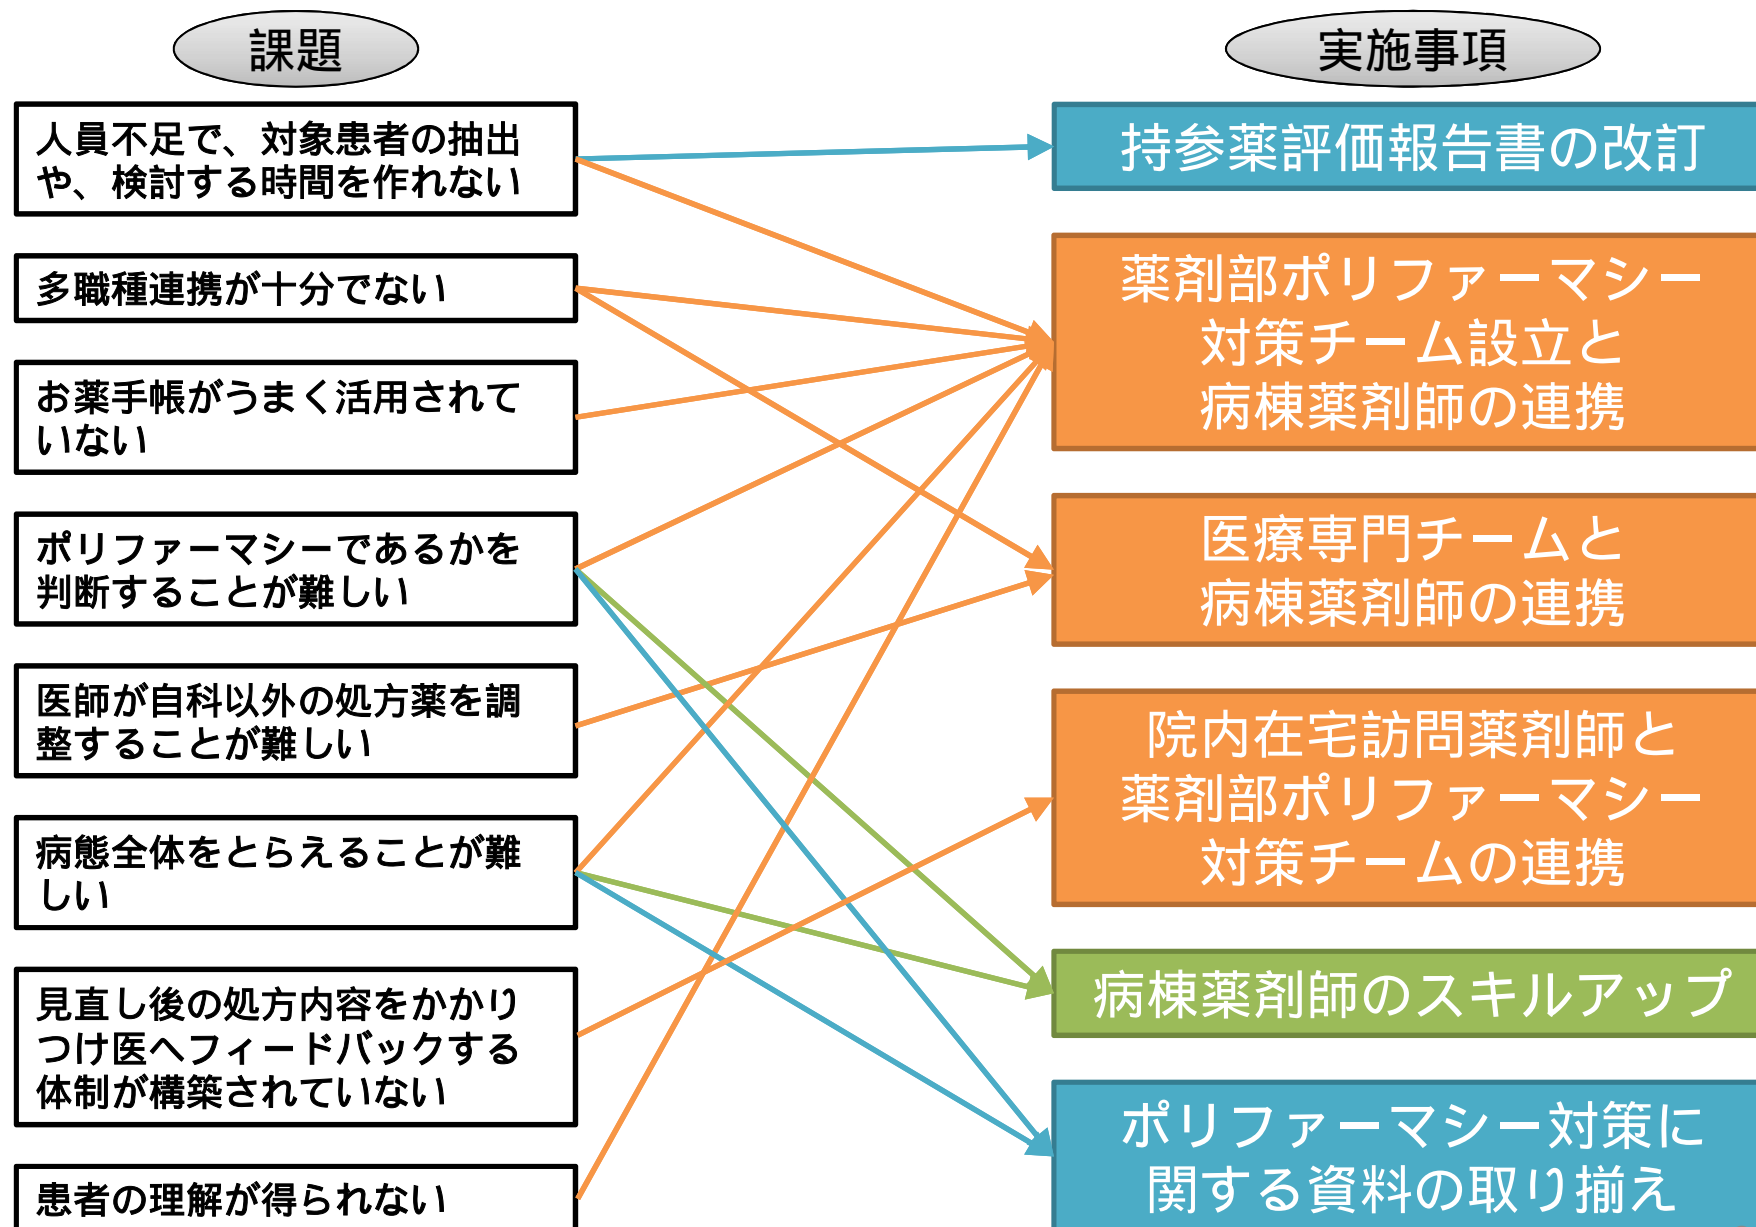 課題
人員不足で、対象患者の抽出
や、検討する時間を作れない
多職種連携が十分でない
お薬手帳がうまく活用されて
いない
ポリファーマシーであるかを
判断することが難しい
医師が自科以外の処方薬を調
整することが難しい
病態全体をとらえることが難
しい
見直し後の処方内容をかかり
つけ医へフィードバックする
体制が構築されていない
患者の理解が得られない
実施事項
持参薬評価報告書の改訂
薬剤部ポリファーマシー
対策チーム設立と
病棟薬剤師の連携
医療専門チームと
病棟薬剤師の連携
院内在宅訪問薬剤師と
薬剤部ポリファーマシー
対策チームの連携
病棟薬剤師のスキルアップ
ポリファーマシー対策に
関する資料の取り揃え